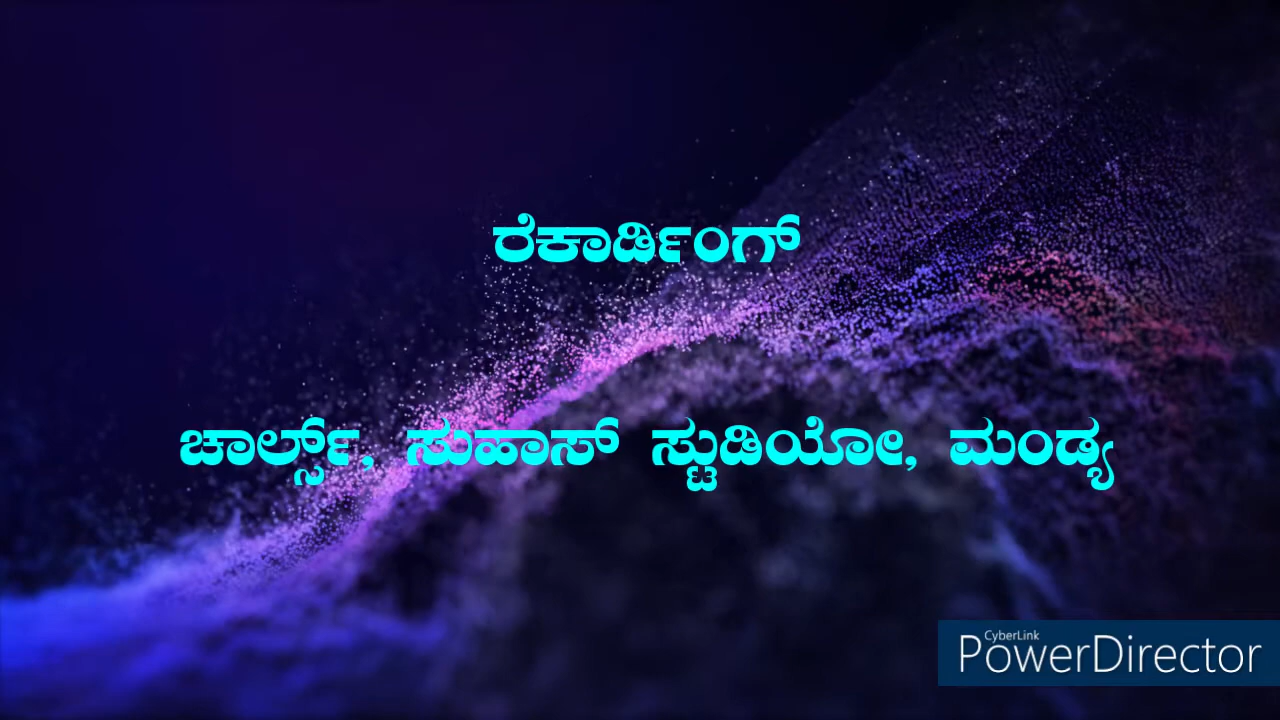 ರೆಕಾರ್ಡಿಂಗ್
ಚಾರ್ಲ್ಸ್, ಸುಹಾಸ್ ಸ್ಟುಡಿಯೋ, ಮಂಡ್ಯ
CyberLink
PowerDirector